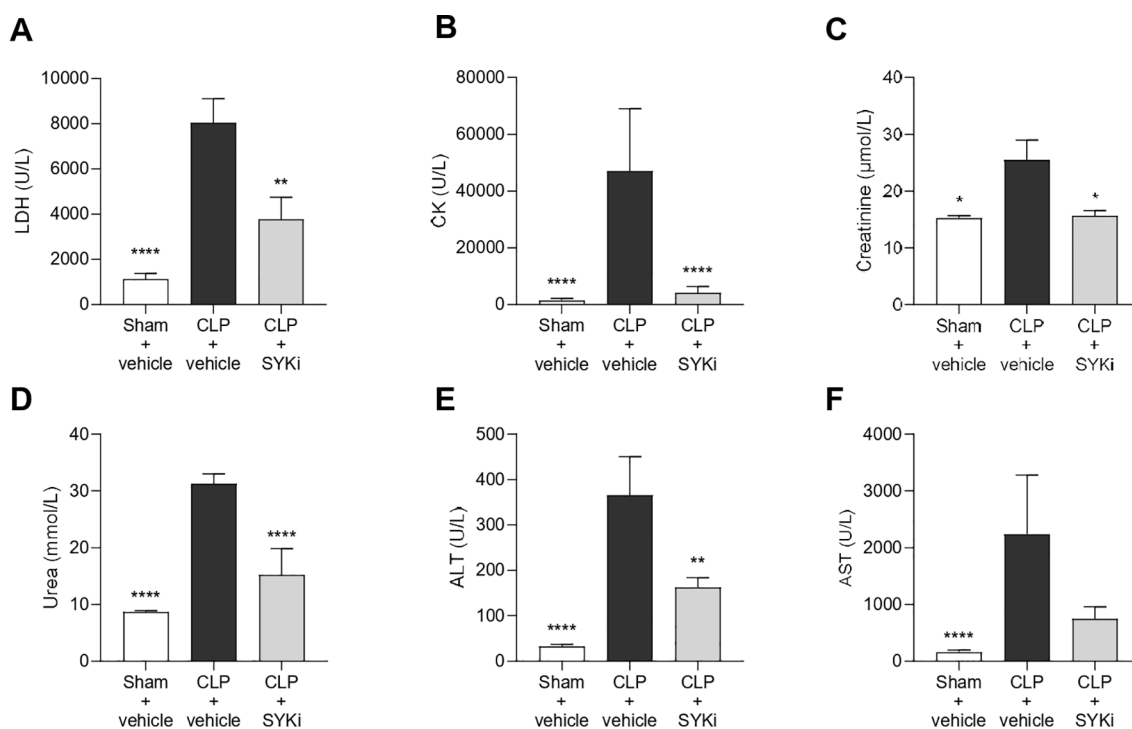 A
LDH (U/L)
10000
8000
6000
4000
2000
0
****
**
Sham CLP CLP
+ + +
vehicle vehicle SYKi
B
CK (U/L)
80000
60000
40000
20000
0
****
****
Sham CLP CLP
+ + +
vehicle vehicle SYKi
C
Creatinine (µmol/L)
40
30
20
10
0
*
*
Sham CLP CLP
+ + +
vehicle vehicle SYKi
D
Urea (mmol/L)
40
30
20
10
0
****
****
Sham CLP CLP
+ + +
vehicle vehicle SYKi
E
ALT (U/L)
500
400
300
200
100
0
****
**
Sham CLP CLP
+ + +
vehicle vehicle SYKi
F
AST (U/L)
4000
3000
2000
1000
0
****
Sham CLP CLP
+ + +
vehicle vehicle SYKi